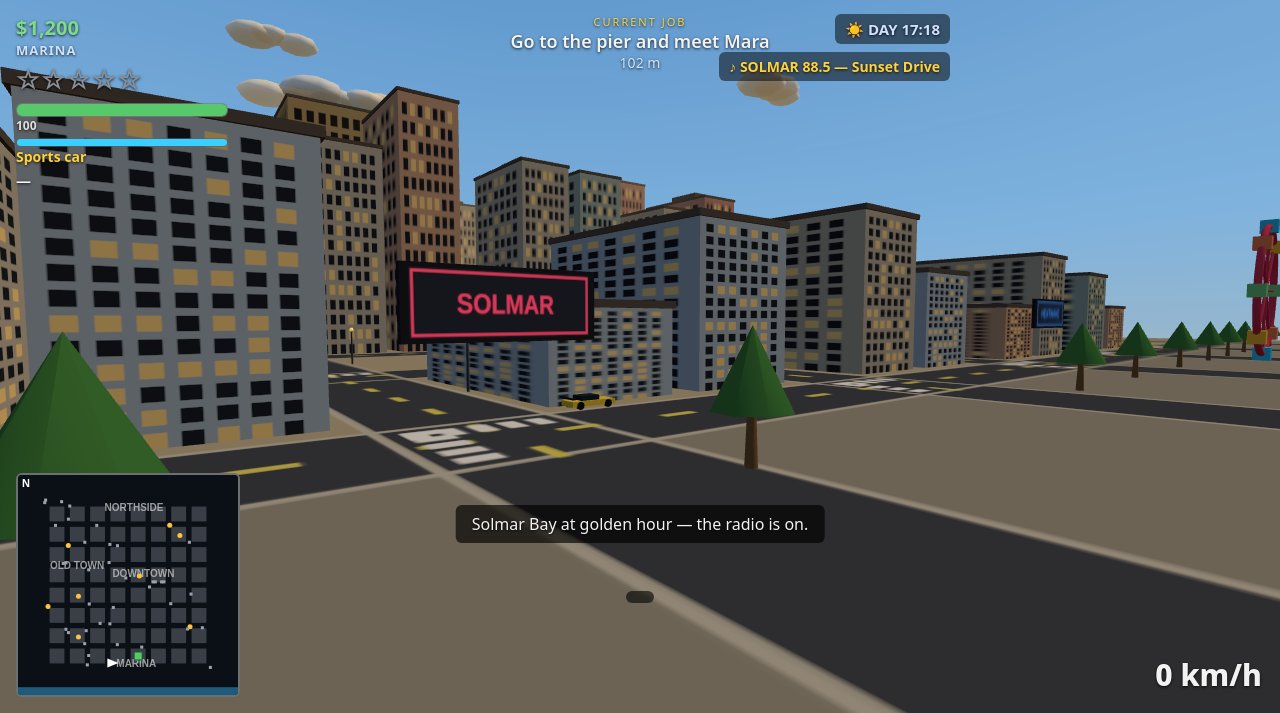 $1,200
MARINA
100
Sports car
—
CURRENT JOB
Go to the pier and meet Mara
102 m
☀️ DAY 17:18
♪ SOLMAR 88.5 — Sunset Drive
SOLMAR
Solmar Bay at golden hour — the radio is on.
N
NORTHSIDE
OLD TOWN
DOWNTOWN
MARINA
0 km/h